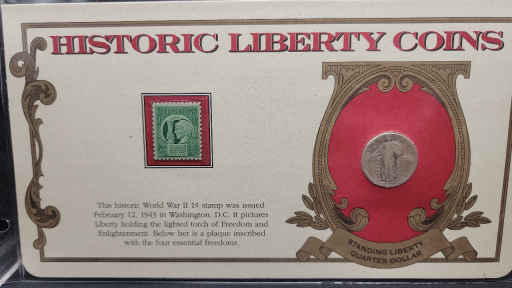 HISTORIC LIBERTY COINS
This historic World War II 1¢ stamp was issued
February 12, 1943 in Washington, D.C. It pictures
Liberty holding the lighted torch of Freedom and
Enlightenment. Below her is a plaque inscribed
with the four essential freedoms.
STANDING LIBERTY
QUARTER DOLLAR